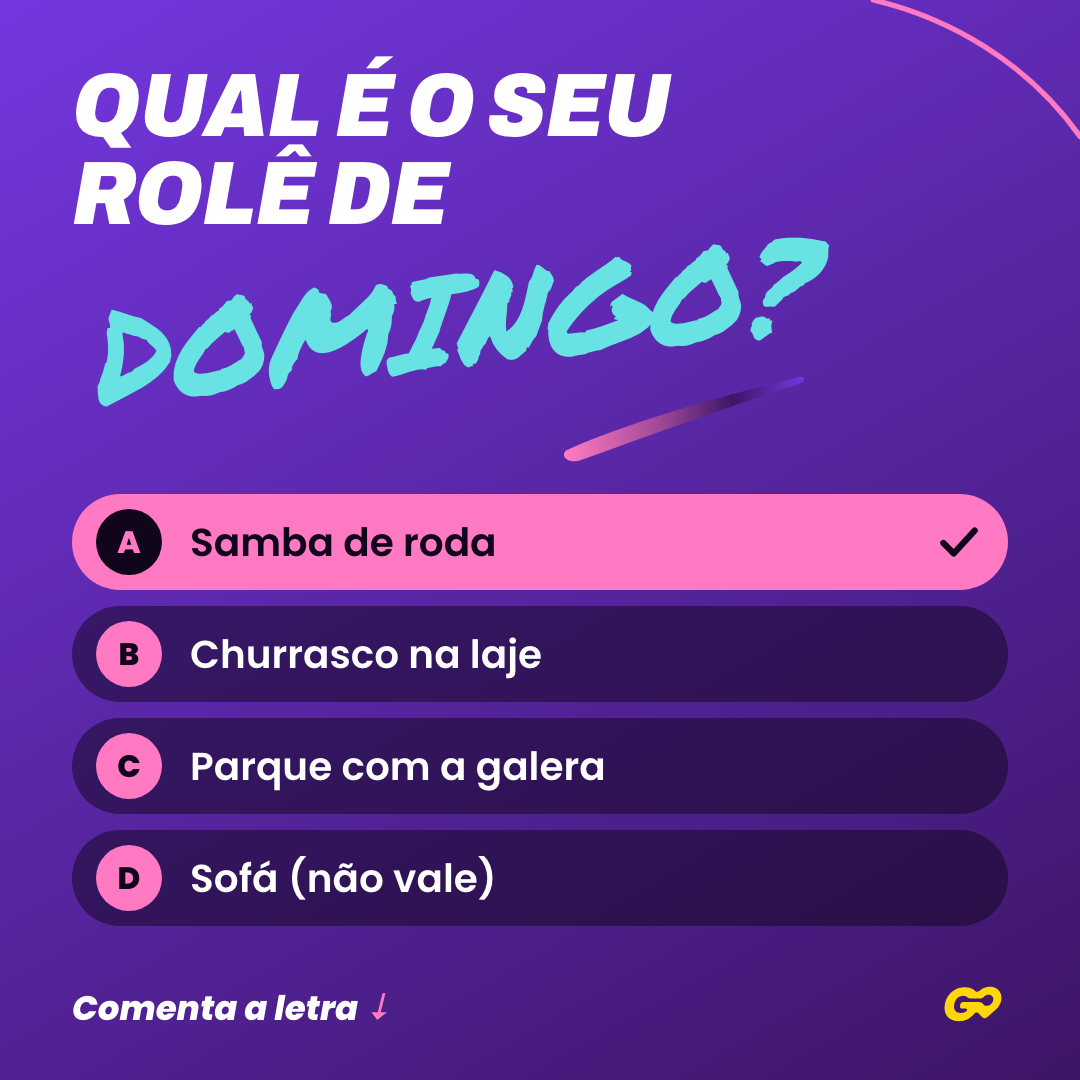 QUAL É O SEU
ROLÊ DE
DOMINGO?
A Samba de roda
B Churrasco na laje
C Parque com a galera
D Sofá (não vale)
Comenta a letra ↓
GO